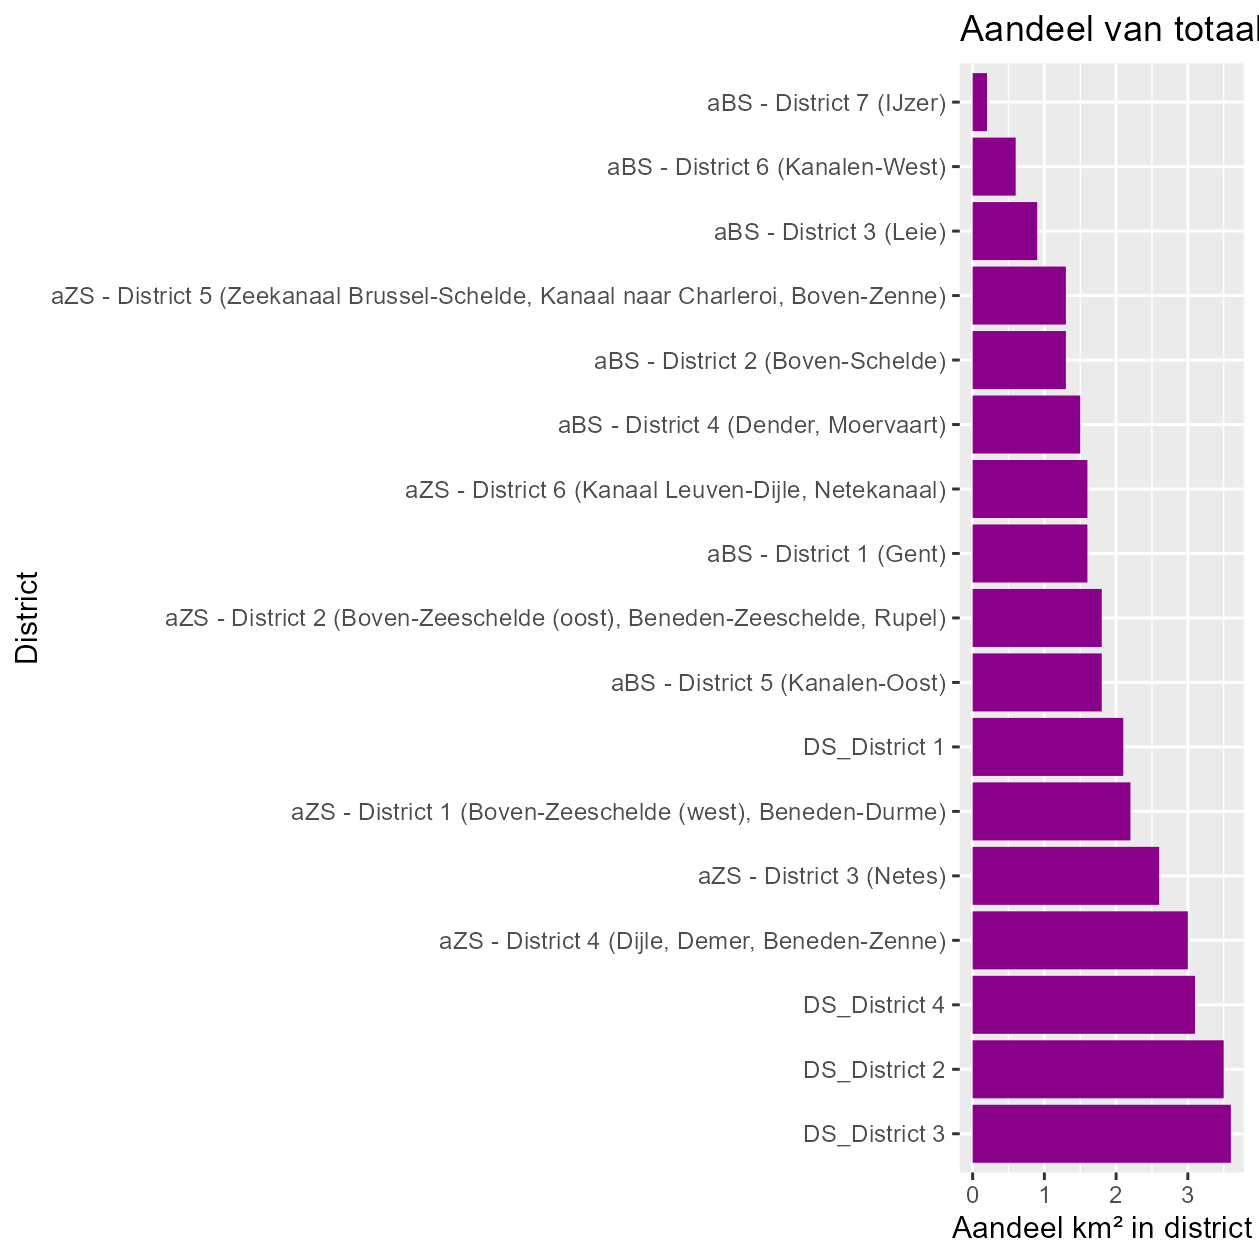 Aandeel van totaal
aBS - District 7 (IJzer)
aBS - District 6 (Kanalen-West)
aBS - District 3 (Leie)
aZS - District 5 (Zeekanaal Brussel-Schelde, Kanaal naar Charleroi, Boven-Zenne)
aBS - District 2 (Boven-Schelde)
aBS - District 4 (Dender, Moervaart)
aZS - District 6 (Kanaal Leuven-Dijle, Netekanaal)
aBS - District 1 (Gent)
aZS - District 2 (Boven-Zeeschelde (oost), Beneden-Zeeschelde, Rupel)
aBS - District 5 (Kanalen-Oost)
DS_District 1
aZS - District 1 (Boven-Zeeschelde (west), Beneden-Durme)
aZS - District 3 (Netes)
aZS - District 4 (Dijle, Demer, Beneden-Zenne)
DS_District 4
DS_District 2
DS_District 3
District
0 1 2 3
Aandeel km² in district